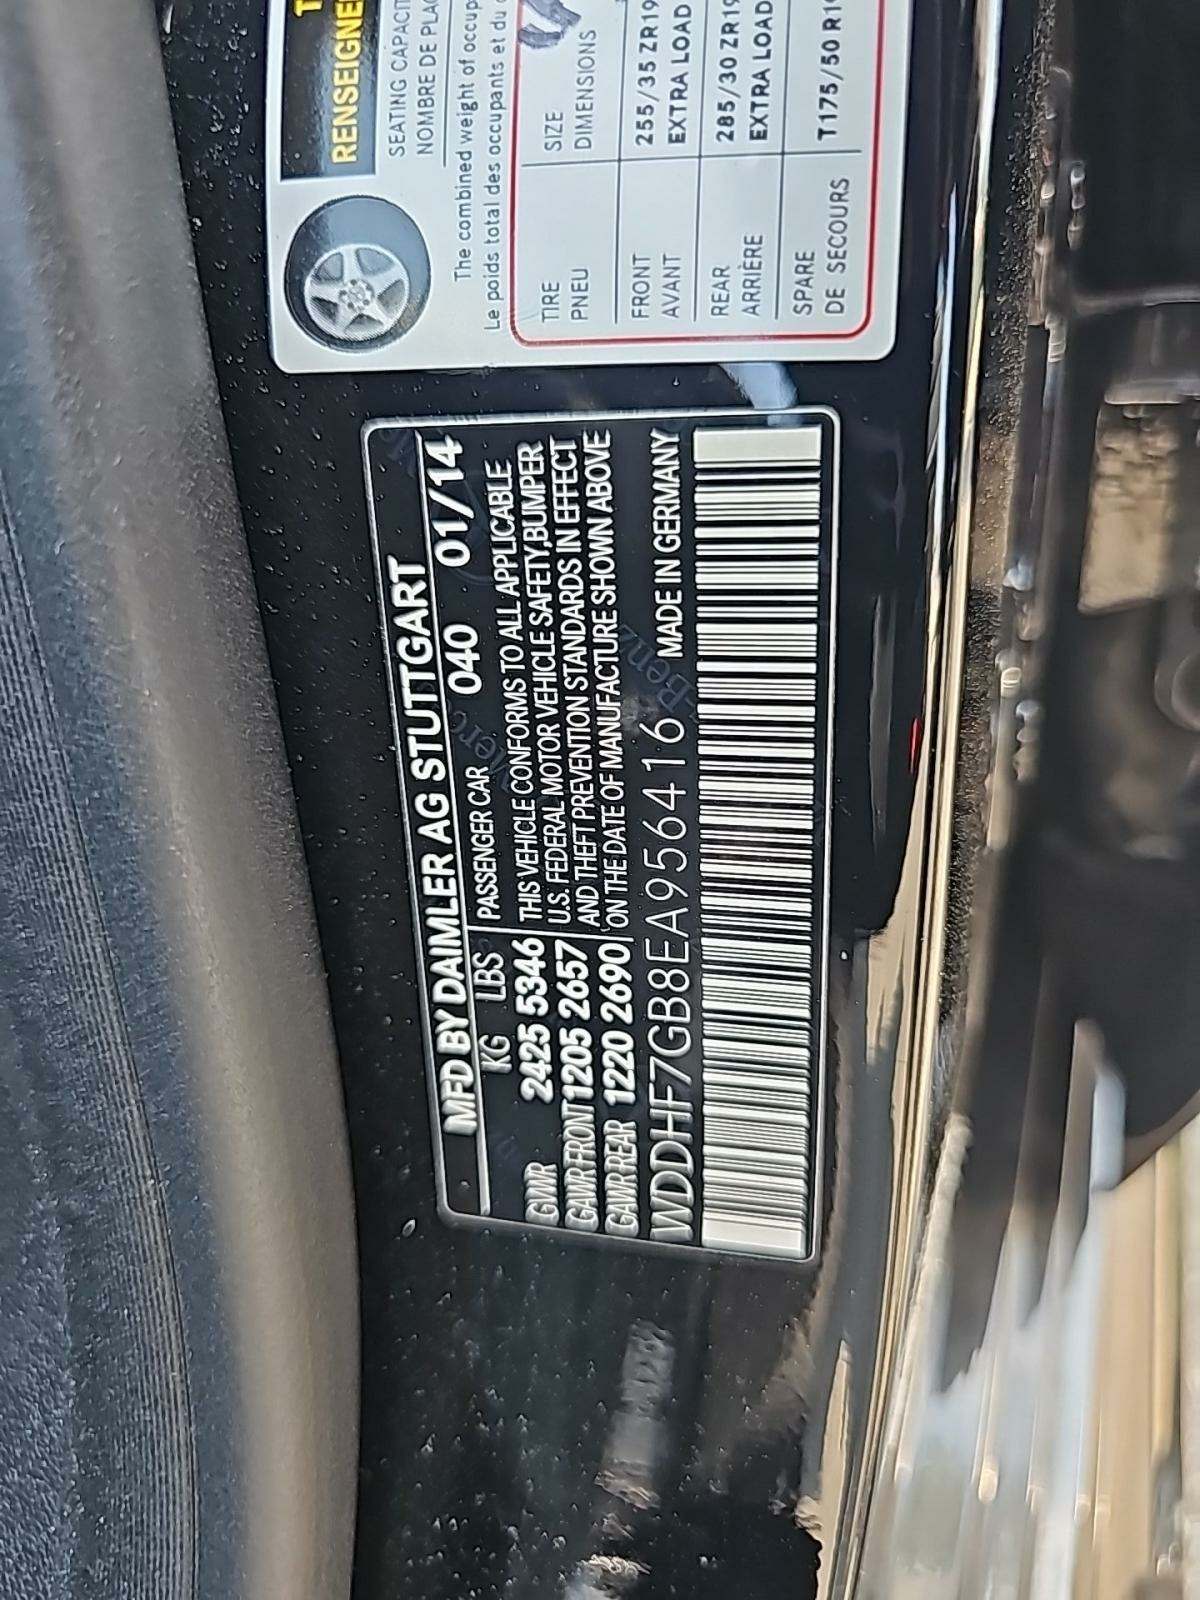 MFD BY DAIMLER AG STUTTGART
KG LBS PASSENGER CAR 040 01/14
GVWR 2425 5346 THIS VEHICLE CONFORMS TO ALL APPLICABLE
U.S. FEDERAL MOTOR VEHICLE SAFETY,BUMPER
GAWR FRONT 1205 2657 AND THEFT PREVENTION STANDARDS IN EFFECT
GAWR REAR 1220 2690 ON THE DATE OF MANUFACTURE SHOWN ABOVE
WDDHF7GB8EA956416 MADE IN GERMANY
RENSEIGNE
SEATING CAPACIT
NOMBRE DE PLAC
The combined weight of occup
Le poids total des occupants et du
TIRE SIZE
PNEU DIMENSIONS
FRONT 255/35 ZR19
AVANT EXTRA LOAD
REAR 285/30 ZR19
ARRIÈRE EXTRA LOAD
SPARE T175/50 R1
DE SECOURS